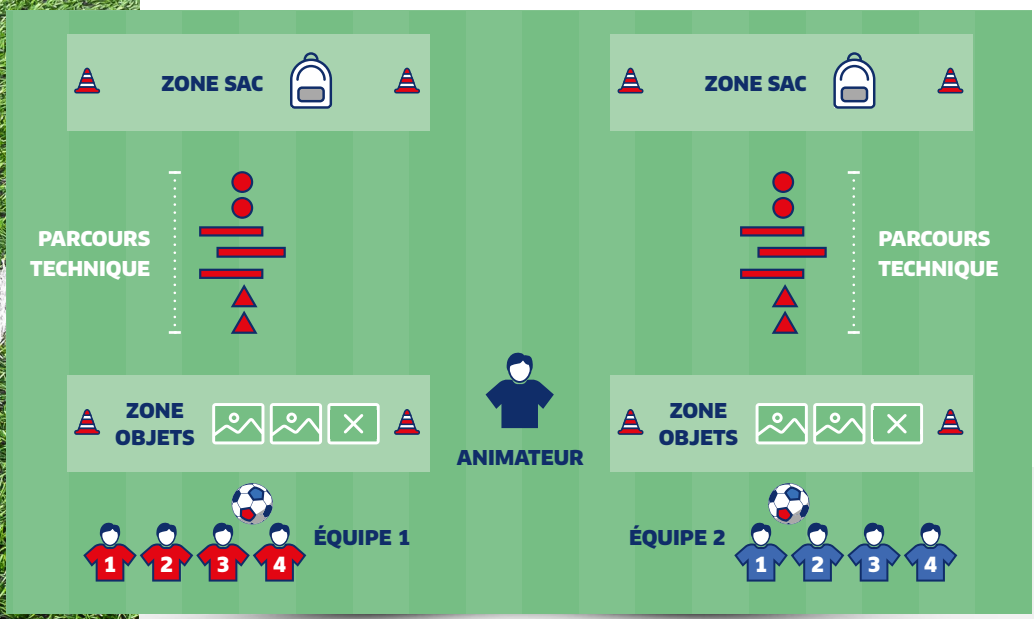 ZONE SAC
ZONE SAC
PARCOURS
TECHNIQUE
PARCOURS
TECHNIQUE
ZONE
OBJETS
ZONE
OBJETS
ANIMATEUR
ÉQUIPE 1
1 2 3 4
ÉQUIPE 2
1 2 3 4